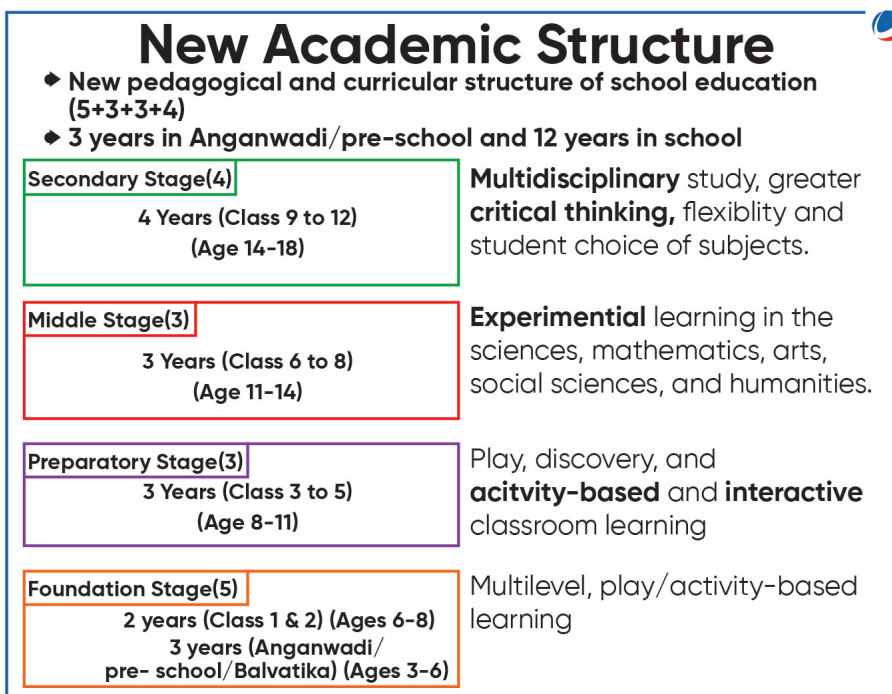 New Academic Structure
New pedagogical and curricular structure of school education
(5+3+3+4)
3 years in Anganwadi/pre-school and 12 years in school
Secondary Stage(4)
4 Years (Class 9 to 12)
(Age 14-18)
Multidisciplinary study, greater
critical thinking, flexiblity and
student choice of subjects.
Middle Stage(3)
3 Years (Class 6 to 8)
(Age 11-14)
Experimential learning in the
sciences, mathematics, arts,
social sciences, and humanities.
Preparatory Stage(3)
3 Years (Class 3 to 5)
(Age 8-11)
Play, discovery, and
acitvity-based and interactive
classroom learning
Foundation Stage(5)
2 years (Class 1 & 2) (Ages 6-8)
3 years (Anganwadi/
pre- school/Balvatika) (Ages 3-6)
Multilevel, play/activity-based
learning